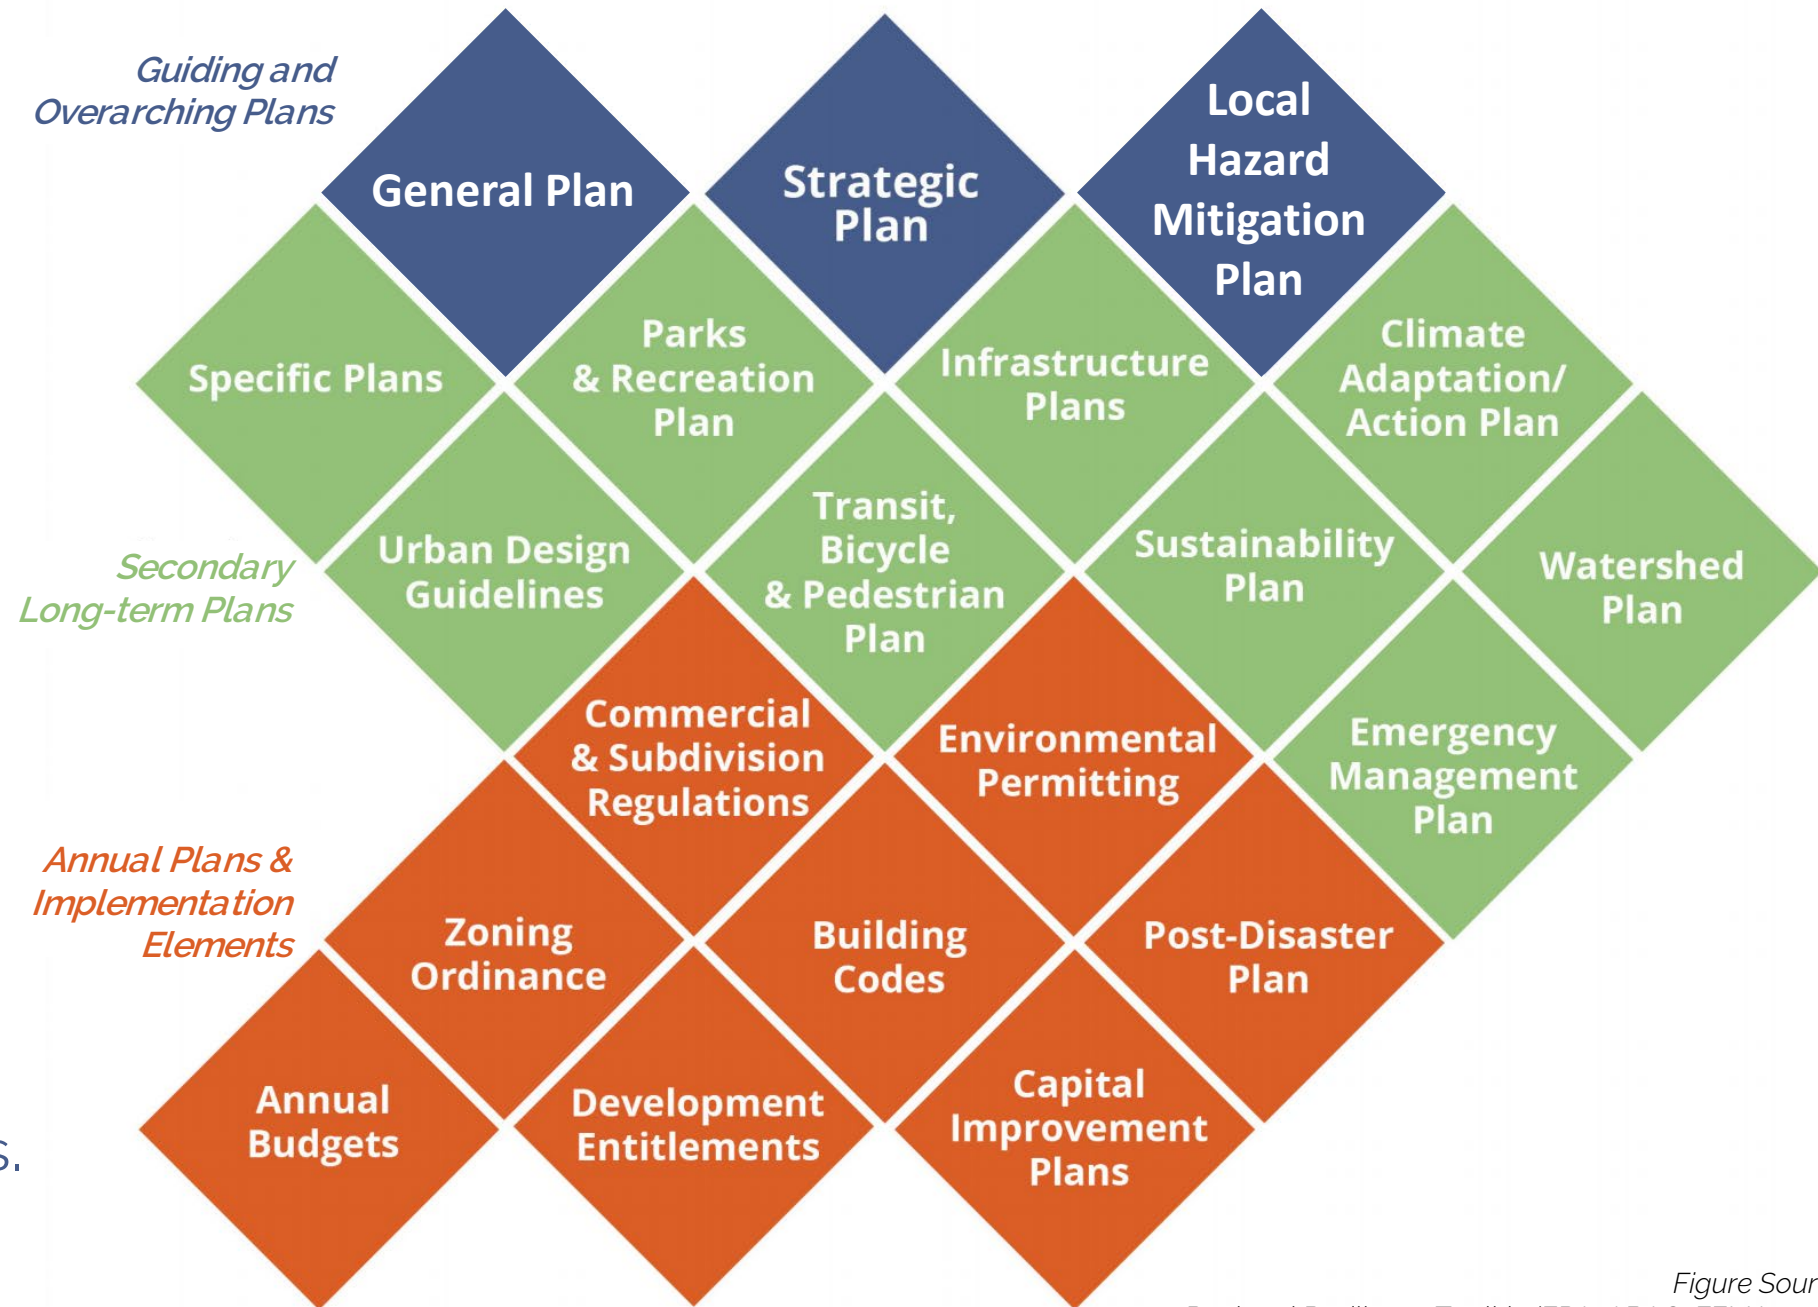 Guiding and
Overarching Plans
General Plan
Strategic
Plan
Local
Hazard
Mitigation
Plan
Specific Plans
Parks
& Recreation
Plan
Infrastructure
Plans
Climate
Adaptation/
Action Plan
Secondary
Long-term Plans
Urban Design
Guidelines
Transit,
Bicycle
& Pedestrian
Plan
Sustainability
Plan
Watershed
Plan
Commercial
& Subdivision
Regulations
Environmental
Permitting
Emergency
Management
Plan
Annual Plans &
Implementation
Elements
Zoning
Ordinance
Building
Codes
Post-Disaster
Plan
s.
Annual
Budgets
Development
Entitlements
Capital
Improvement
Plans
Figure Sour